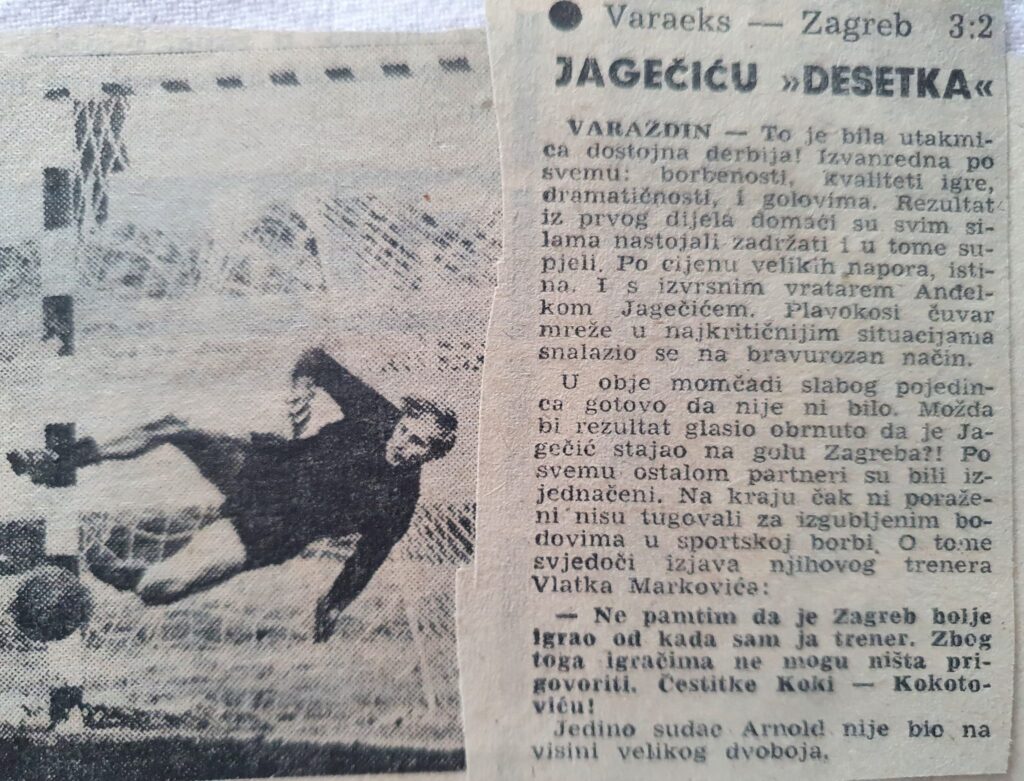 ● Varaeks — Zagreb 3:2
JAGEČIĆU »DESETKA«
VARAŽDIN — To je bila utakmi-
ca dostojna derbija! Izvanredna po
svemu: borbenosti, kvaliteti igre,
dramatičnosti, i golovima. Rezultat
iz prvog dijela domaći su svim si-
lama nastojali zadržati i u tome su-
pjeli. Po cijenu velikih napora, isti-
na. I s izvrsnim vratarem Anđel-
kom Jagečićem. Plavokosi čuvar
mreže u najkritičnijim situacijama
snalazio se na bravurozan način.
U obje momčadi slabog pojedin-
ca gotovo da nije ni bilo. Možda
bi rezultat glasio obrnuto da je Ja-
gečić stajao na golu Zagreba?! Po
svemu ostalom partneri su bili iz-
jednačeni. Na kraju čak ni poraže-
ni nisu tugovali za izgubljenim bo-
dovima u sportskoj borbi. O tome
svjedoči izjava njihovog trenera
Vlatka Markovića:
— Ne pamtim da je Zagreb bolje
igrao od kada sam ja trener. Zbog
toga igračima ne mogu ništa pri-
govoriti. Čestitke Koki — Kokoto-
viću!
Jedino sudac Arnold nije bio na
visini velikog dvoboja.